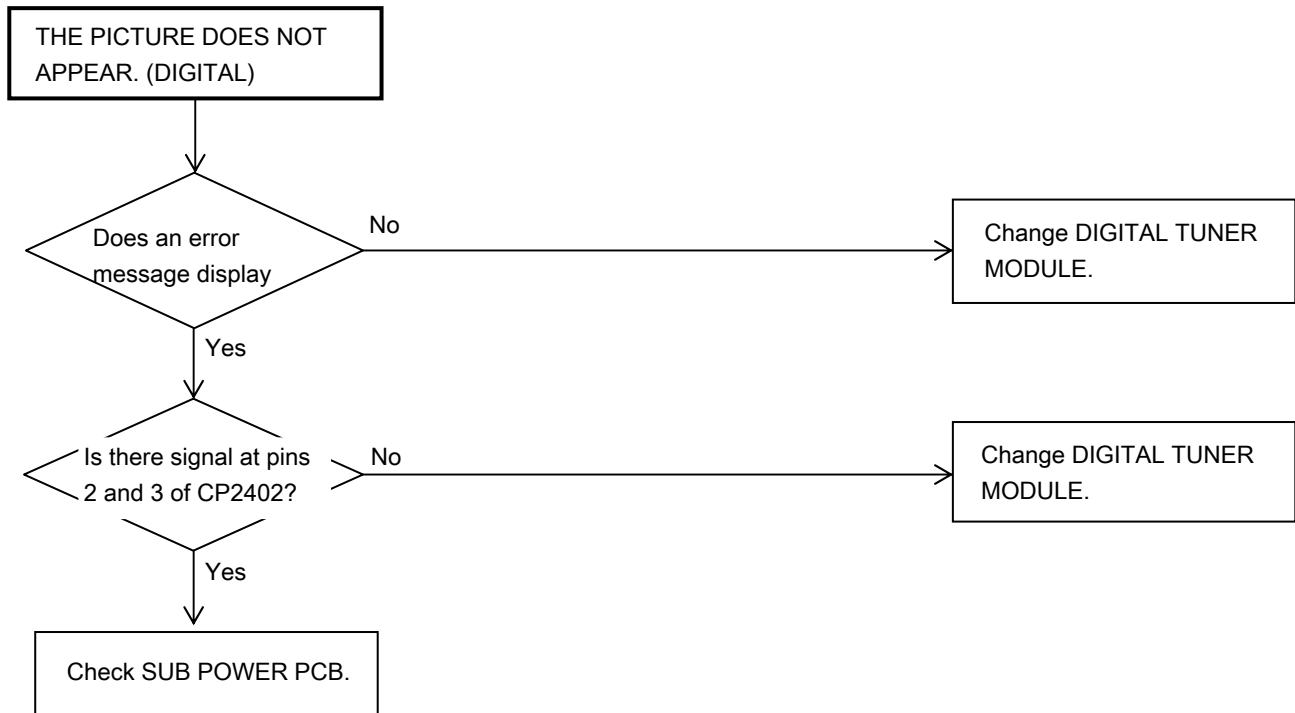 THE PICTURE DOES NOT
APPEAR. (DIGITAL)
Does an error
message display
No
Change DIGITAL TUNER
MODULE.
Yes
Is there signal at pins
2 and 3 of CP2402?
No
Change DIGITAL TUNER
MODULE.
Yes
Check SUB POWER PCB.